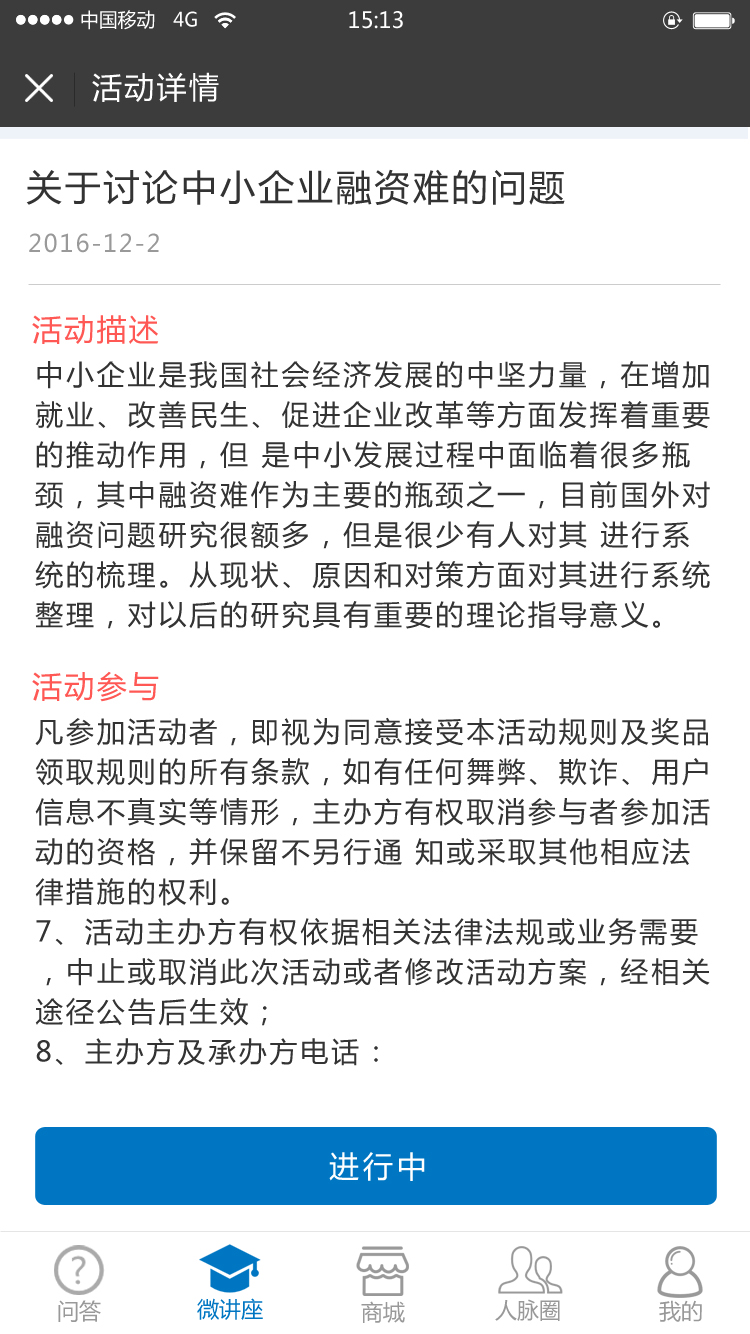 中国移动 4G 15:13
活动详情
关于讨论中小企业融资难的问题
2016-12-2
活动描述
中小企业是我国社会经济发展的中坚力量，在增加
就业、改善民生、促进企业改革等方面发挥着重要
的推动作用，但 是中小发展过程中面临着很多瓶
颈，其中融资难作为主要的瓶颈之一，目前国外对
融资问题研究很额多，但是很少有人对其 进行系
统的梳理。从现状、原因和对策方面对其进行系统
整理，对以后的研究具有重要的理论指导意义。
活动参与
凡参加活动者，即视为同意接受本活动规则及奖品
领取规则的所有条款，如有任何舞弊、欺诈、用户
信息不真实等情形，主办方有权取消参与者参加活
动的资格，并保留不另行通 知或采取其他相应法
律措施的权利。
7、活动主办方有权依据相关法律法规或业务需要
，中止或取消此次活动或者修改活动方案，经相关
途径公告后生效；
8、主办方及承办方电话：
进行中
问答 微讲座 商城 人脉圈 我的